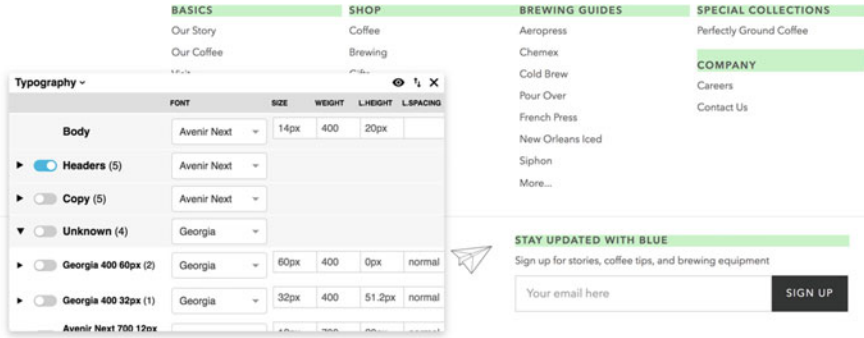 BASICS SHOP BREWING GUIDES SPECIAL COLLECTIONS
Our Story Coffee Aeropress Perfectly Ground Coffee
Our Coffee Brewing Chemex
COMPANY
Cold Brew
Careers
Pour Over
Contact Us
French Press
New Orleans Iced
Siphon
More...
Typography
FONT SIZE WEIGHT L.HEIGHT L.SPACING
Body Avenir Next 14px 400 20px
Headers (5) Avenir Next
Copy (5) Avenir Next
Unknown (4) Georgia
Georgia 400 60px (2) Georgia 60px 400 0px normal
Georgia 400 32px (1) Georgia 32px 400 51.2px normal
Avenir Next 700 12px
STAY UPDATED WITH BLUE
Sign up for stories, coffee tips, and brewing equipment
Your email here SIGN UP